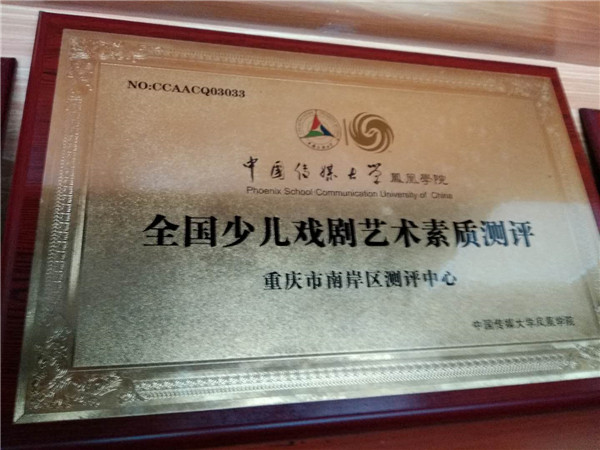 NO:CCAACQ03033
中国传媒大学 凤凰学院
Phoenix School Communication University of China
全国少儿戏剧艺术素质测评
重庆市南岸区测评中心
中国传媒大学凤凰学院